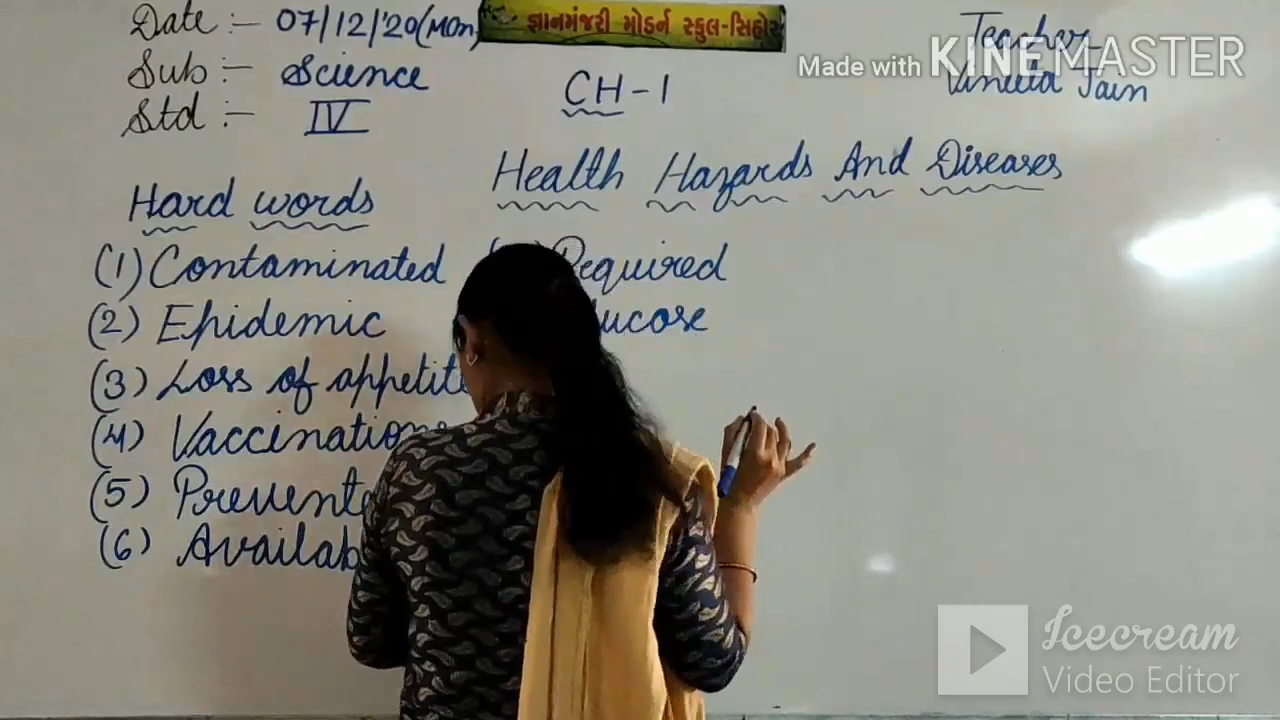 Date :- 07/12/'20 (Mon)
જ્ઞાનમંજરી મોડર્ન સ્કુલ-સિહોર
Teacher
Made with KINEMASTER
Vineeta Jain
Sub :- Science
CH-1
Std :- IV
Health Hazards And Diseases
Hard words
(1) Contaminated
(2) Epidemic
(3) Loss of appetite
(4) Vaccinations
(5) Prevente
(6) Availab
Required
ucose
Icecream
Video Editor